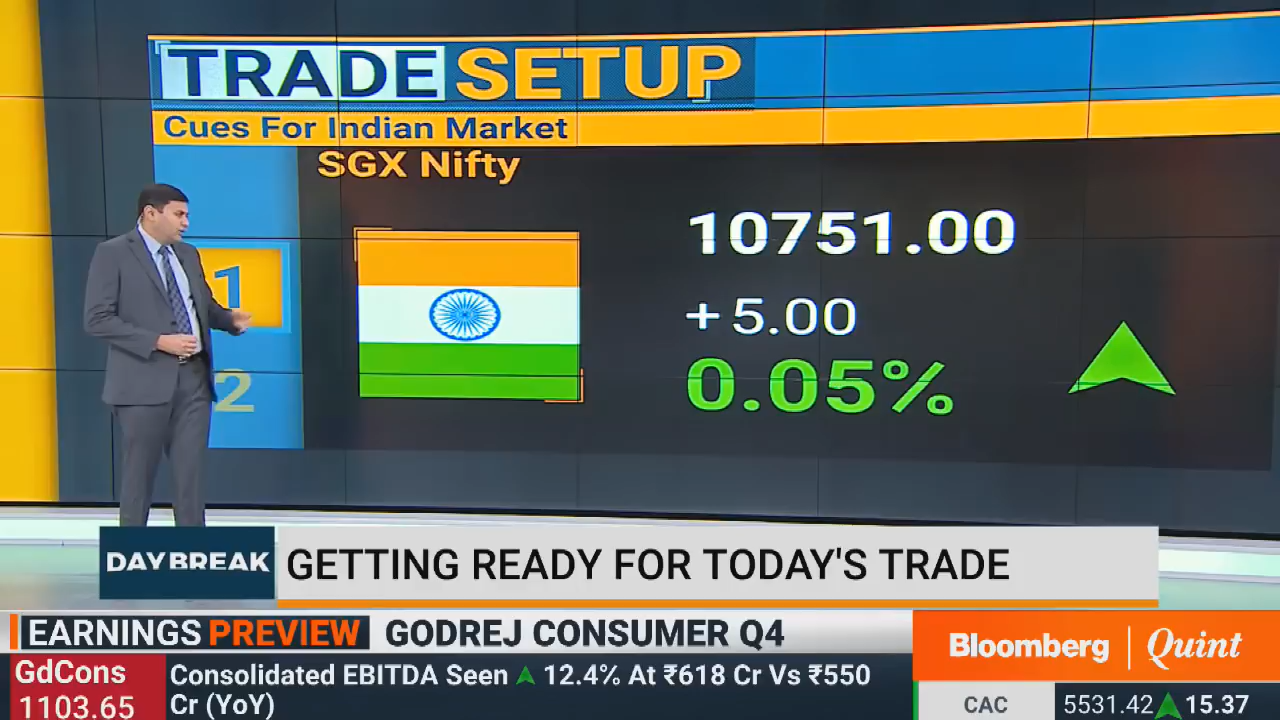 TRADE SETUP
Cues For Indian Market
SGX Nifty
10751.00
1
+5.00
0.05%
2
DAYBREAK
GETTING READY FOR TODAY'S TRADE
EARNINGS PREVIEW GODREJ CONSUMER Q4
Bloomberg | Quint
GdCons
1103.65
Consolidated EBITDA Seen ▲ 12.4% At ₹618 Cr Vs ₹550
Cr (YoY)
CAC 5531.42 ▲ 15.37